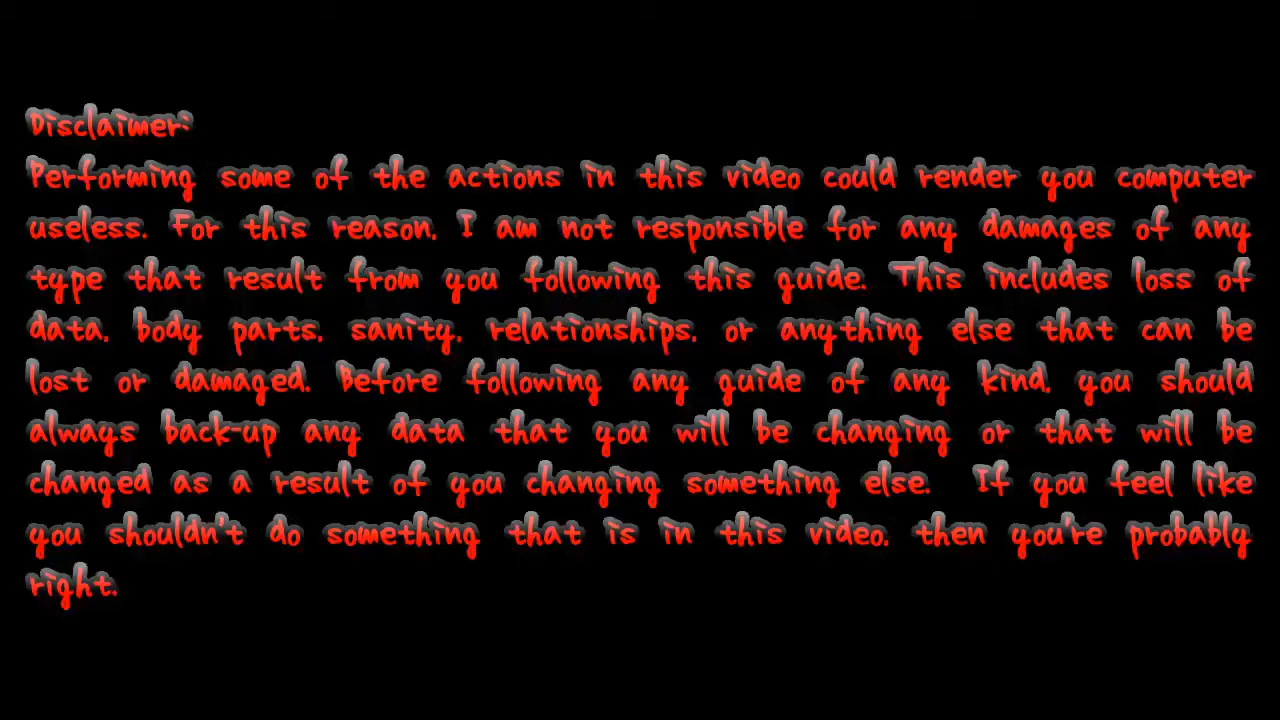 Disclaimer:
Performing some of the actions in this video could render you computer
useless. For this reason, I am not responsible for any damages of any
type that result from you following this guide. This includes loss of
data, body parts, sanity, relationships, or anything else that can be
lost or damaged. Before following any guide of any kind, you should
always back-up any data that you will be changing or that will be
changed as a result of you changing something else. If you feel like
you shouldn't do something that is in this video, then you're probably
right.